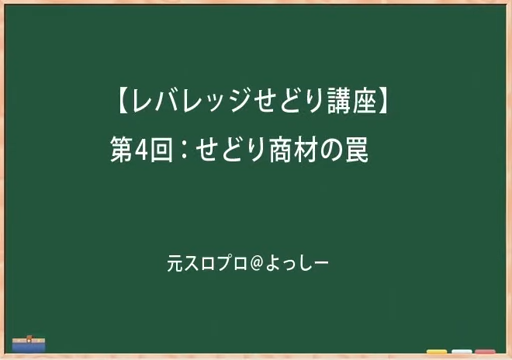 【レバレッジせどり講座】
第4回：せどり商材の罠
元スロプロ＠よっしー